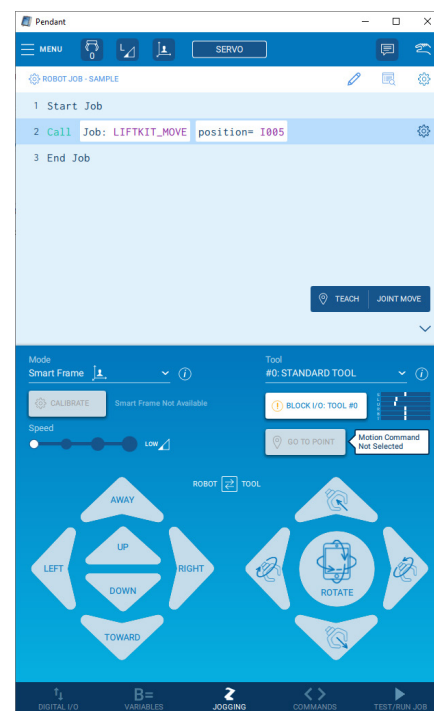 Pendant
MENU
0
SERVO
ROBOT JOB - SAMPLE
1 Start Job
2 Call Job: LIFTKIT_MOVE position= I005
3 End Job
TEACH JOINT MOVE
Mode
Smart Frame
Tool
#0: STANDARD TOOL
CALIBRATE
Smart Frame Not Available
BLOCK I/O: TOOL #0
Speed
LOW
GO TO POINT
Motion Command
Not Selected
ROBOT TOOL
AWAY
UP
LEFT
RIGHT
DOWN
TOWARD
ROTATE
DIGITAL I/O
B=
VARIABLES
JOGGING
COMMANDS
TEST/RUN JOB